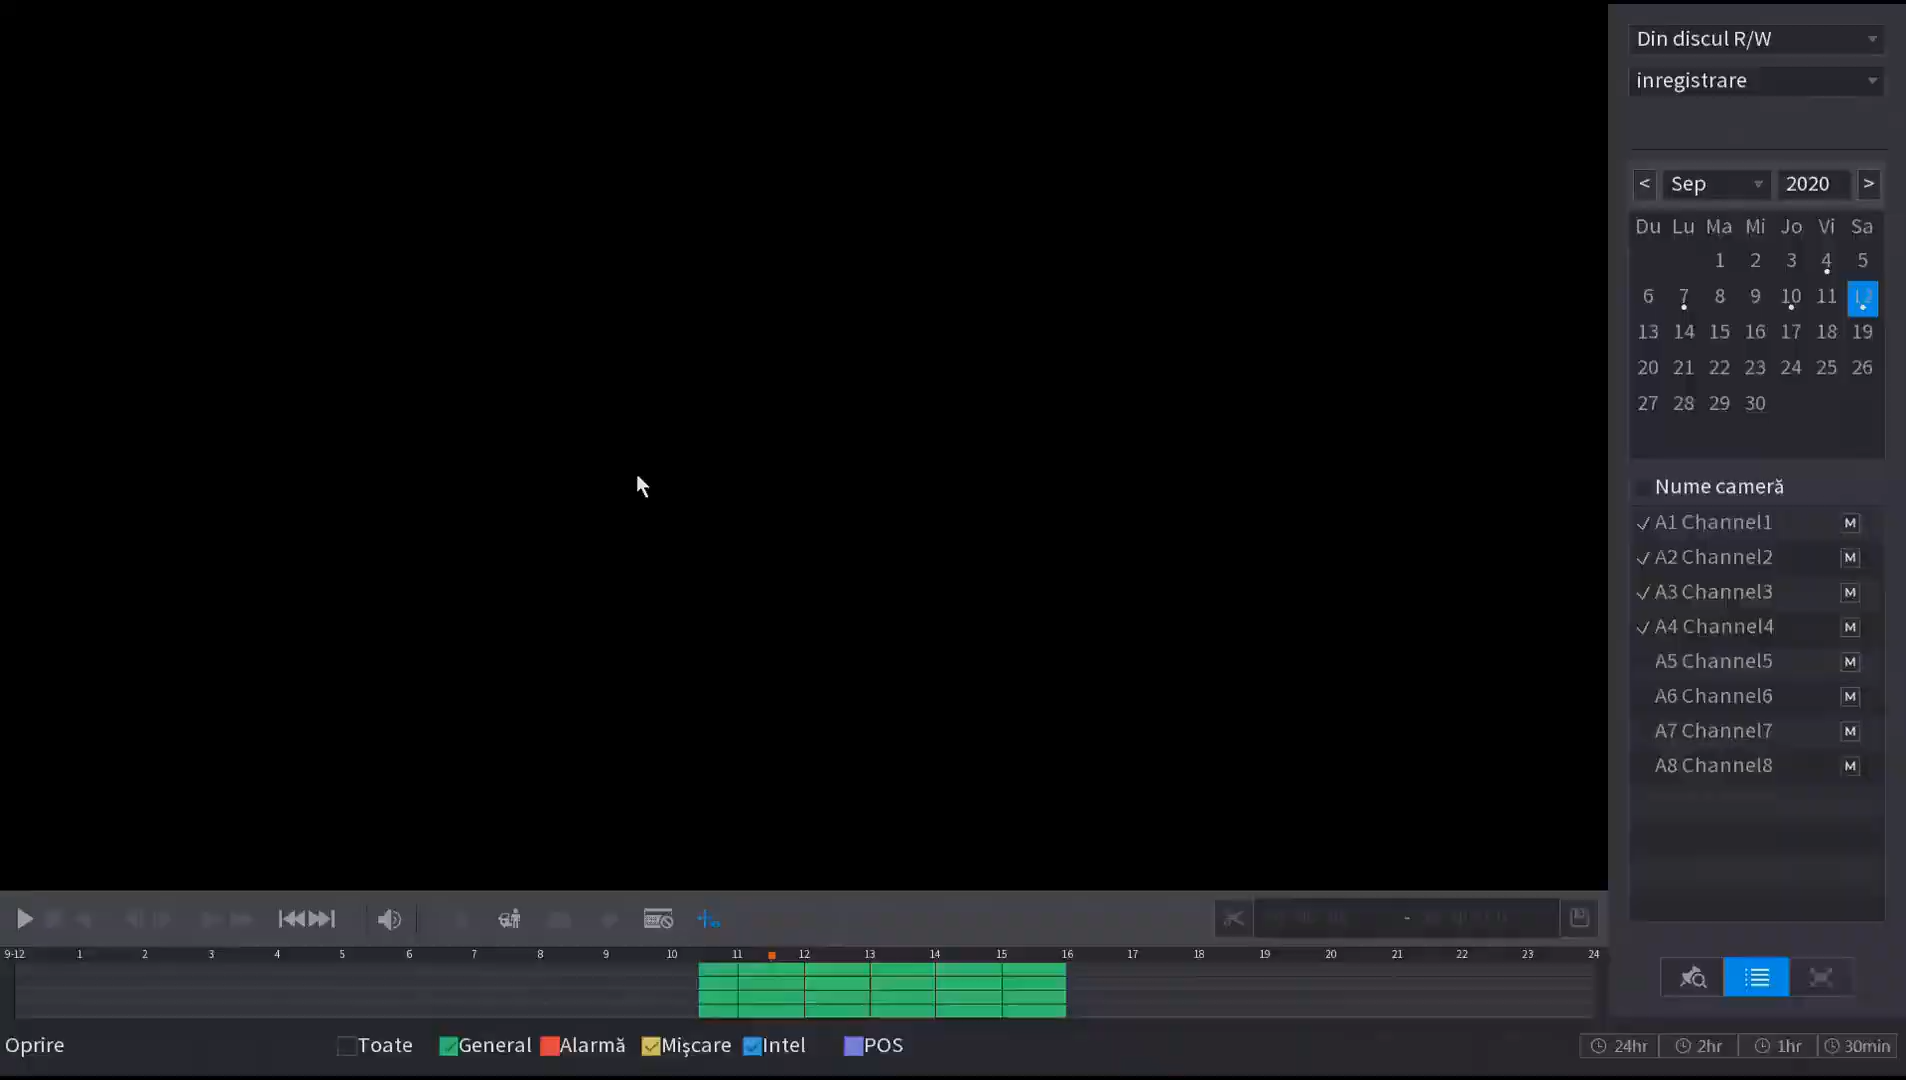 Din discul R/W
inregistrare
< Sep 2020 >
Du Lu Ma Mi Jo Vi Sa
1 2 3 4 5
6 7 8 9 10 11 12
13 14 15 16 17 18 19
20 21 22 23 24 25 26
27 28 29 30
Nume cameră
A1 Channel1 M
A2 Channel2 M
A3 Channel3 M
A4 Channel4 M
A5 Channel5 M
A6 Channel6 M
A7 Channel7 M
A8 Channel8 M
-
9-12 1 2 3 4 5 6 7 8 9 10 11 12 13 14 15 16 17 18 19 20 21 22 23 24
Oprire Toate General Alarmă Mişcare Intel POS 24hr 2hr 1hr 30min